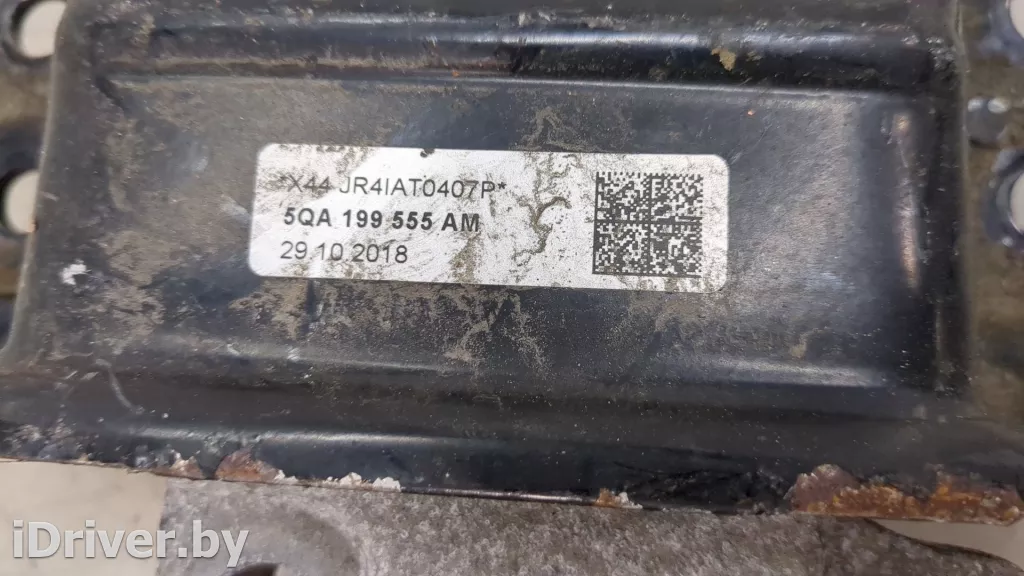 *X44 JR4IAT0407P*
5QA 199 555 AM
29.10.2018
iDriver.by